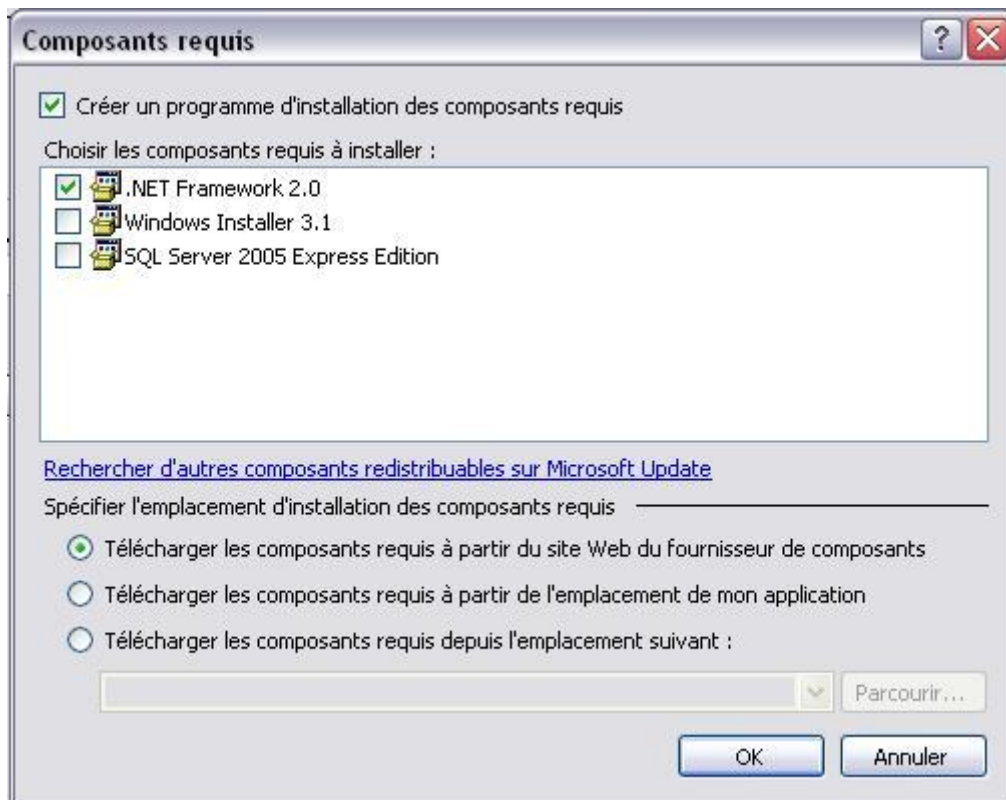 Composants requis
Créer un programme d'installation des composants requis
Choisir les composants requis à installer :
.NET Framework 2.0
Windows Installer 3.1
SQL Server 2005 Express Edition
Rechercher d'autres composants redistribuables sur Microsoft Update
Spécifier l'emplacement d'installation des composants requis
Télécharger les composants requis à partir du site Web du fournisseur de composants
Télécharger les composants requis à partir de l'emplacement de mon application
Télécharger les composants requis depuis l'emplacement suivant :
Parcourir...
OK Annuler